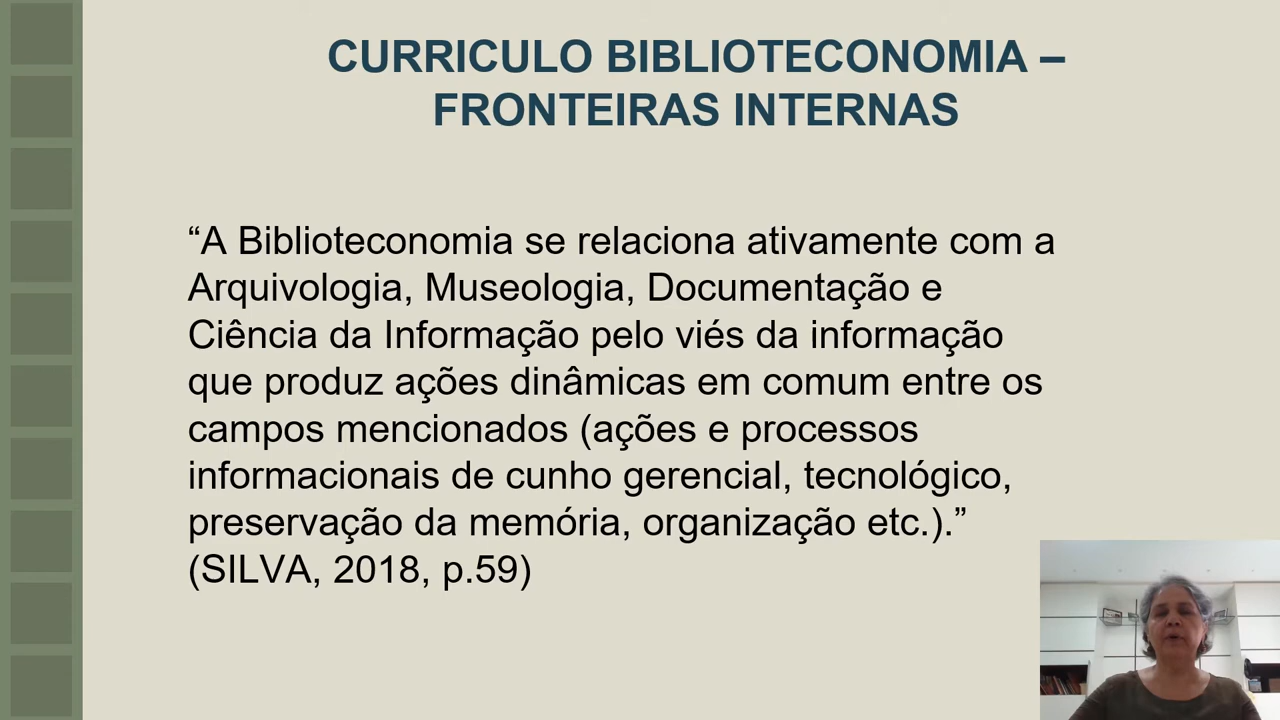 CURRICULO BIBLIOTECONOMIA –
FRONTEIRAS INTERNAS
“A Biblioteconomia se relaciona ativamente com a
Arquivologia, Museologia, Documentação e
Ciência da Informação pelo viés da informação
que produz ações dinâmicas em comum entre os
campos mencionados (ações e processos
informacionais de cunho gerencial, tecnológico,
preservação da memória, organização etc.).”
(SILVA, 2018, p.59)